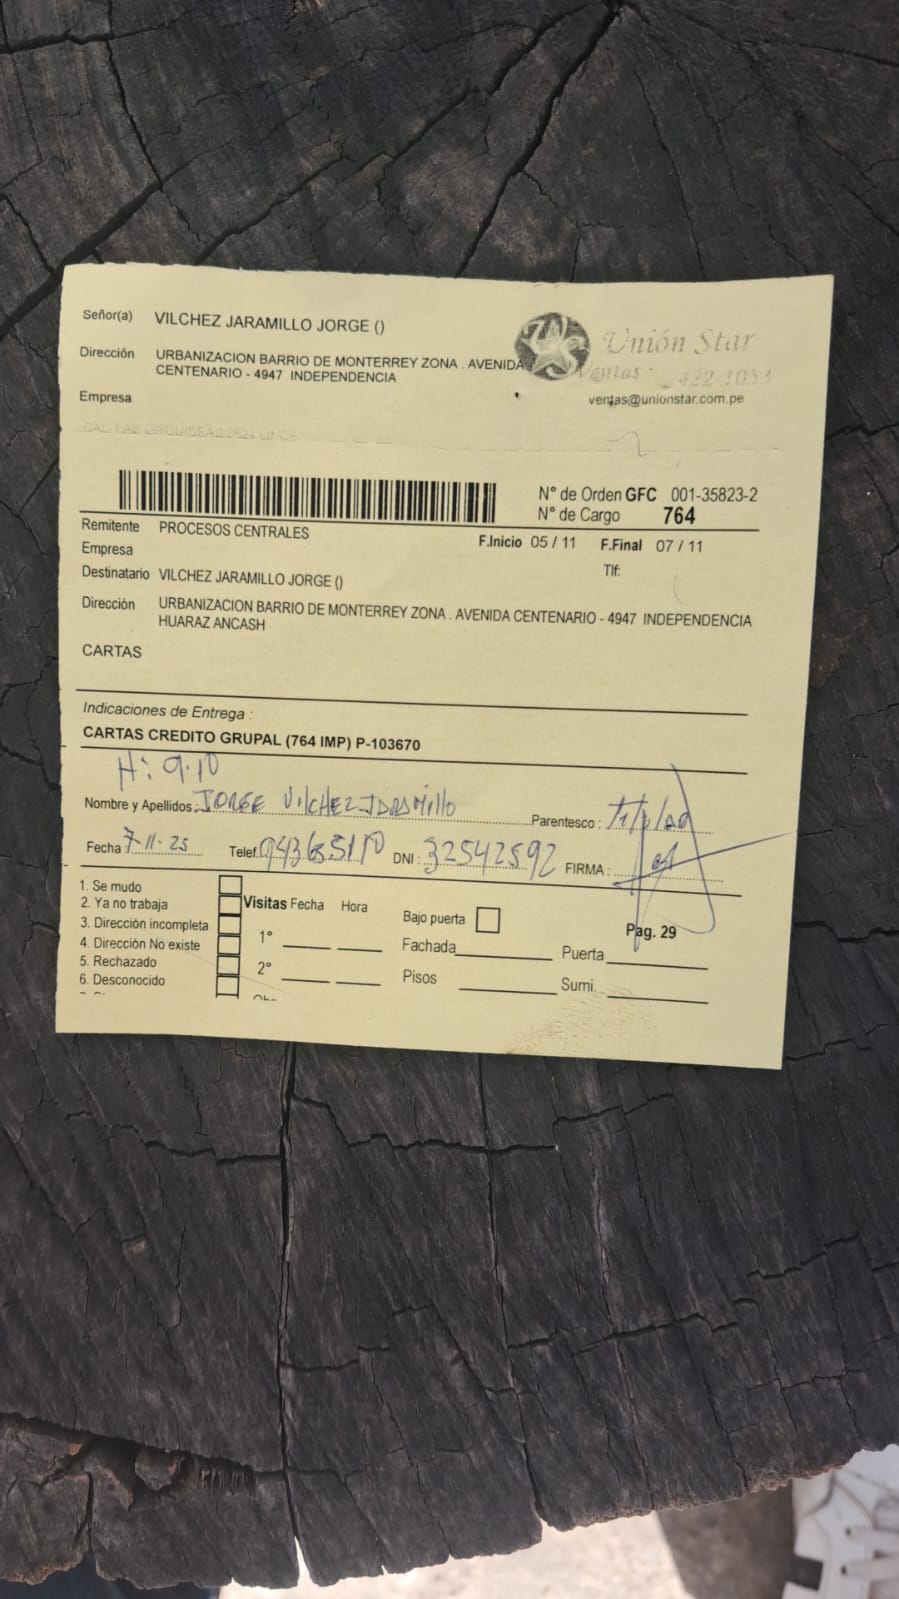 Señor(a) VILCHEZ JARAMILLO JORGE ()
Dirección URBANIZACION BARRIO DE MONTERREY ZONA . AVENIDA
CENTENARIO - 4947 INDEPENDENCIA
Empresa
Unión Star
Ventas: 422-1053
ventas@unionstar.com.pe
N° de Orden GFC 001-35823-2
N° de Cargo 764
Remitente PROCESOS CENTRALES
F.Inicio 05 / 11 F.Final 07 / 11
Empresa
Tlf:
Destinatario VILCHEZ JARAMILLO JORGE ()
Dirección URBANIZACION BARRIO DE MONTERREY ZONA . AVENIDA CENTENARIO - 4947 INDEPENDENCIA
HUARAZ ANCASH
CARTAS
Indicaciones de Entrega :
CARTAS CREDITO GRUPAL (764 IMP) P-103670
H: 9:10
Nombre y Apellidos: JORGE VILCHEZ JARAMILLO Parentesco :
Fecha 7-11-25 Telef. DNI : 32542592 FIRMA :
1. Se mudo
2. Ya no trabaja
3. Dirección incompleta
4. Dirección No existe
5. Rechazado
6. Desconocido
Visitas Fecha Hora
1°
2°
Bajo puerta
Pag. 29
Fachada Puerta
Pisos Sumi.